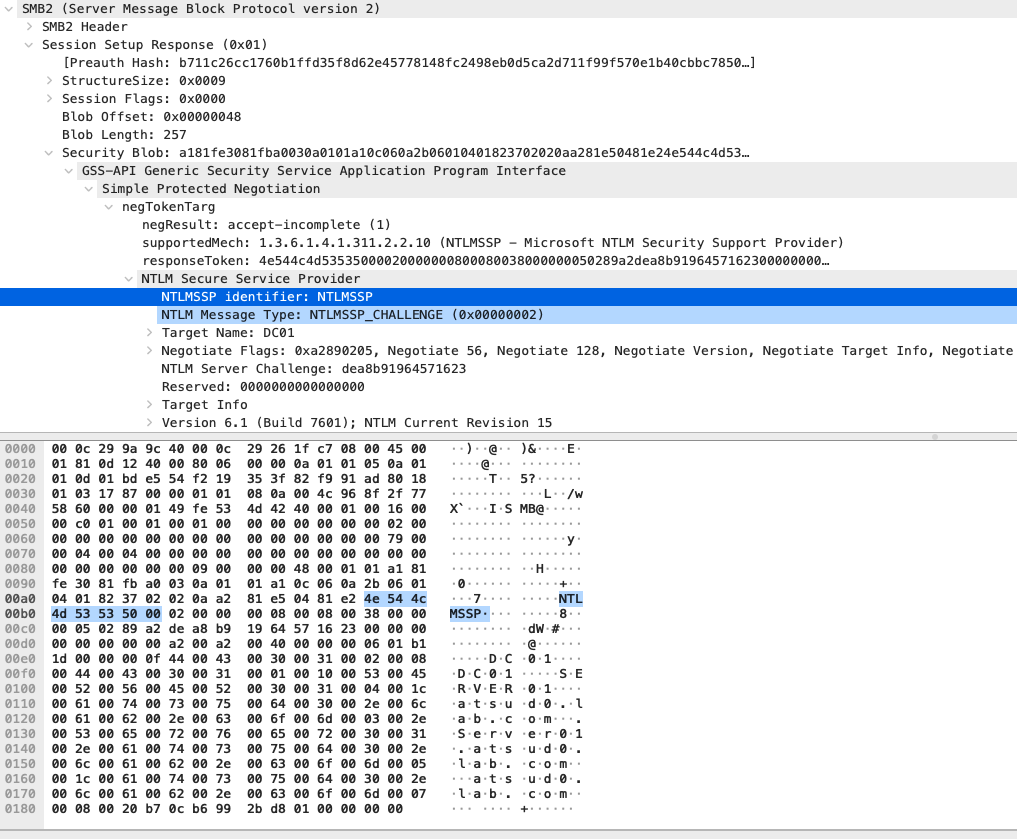 SMB2 (Server Message Block Protocol version 2)
SMB2 Header
Session Setup Response (0x01)
[Preauth Hash: b711c26cc1760b1ffd35f8d62e45778148fc2498eb0d5ca2d711f99f570e1b40cbbc7850…]
StructureSize: 0x0009
Session Flags: 0x0000
Blob Offset: 0x00000048
Blob Length: 257
Security Blob: a181fe3081fba0030a0101a10c060a2b06010401823702020aa281e50481e24e544c4d53…
GSS-API Generic Security Service Application Program Interface
Simple Protected Negotiation
negTokenTarg
negResult: accept-incomplete (1)
supportedMech: 1.3.6.1.4.1.311.2.2.10 (NTLMSSP - Microsoft NTLM Security Support Provider)
responseToken: 4e544c4d53535000020000000800080038000000050289a2dea8b9196457162300000000…
NTLM Secure Service Provider
NTLMSSP identifier: NTLMSSP
NTLM Message Type: NTLMSSP_CHALLENGE (0x00000002)
Target Name: DC01
Negotiate Flags: 0xa2890205, Negotiate 56, Negotiate 128, Negotiate Version, Negotiate Target Info, Negotiate
NTLM Server Challenge: dea8b91964571623
Reserved: 0000000000000000
Target Info
Version 6.1 (Build 7601); NTLM Current Revision 15
0000 00 0c 29 9a 9c 40 00 0c 29 26 1f c7 08 00 45 00 ··)··@·· )&····E·
0010 01 81 0d 12 40 00 80 06 00 00 0a 01 01 05 0a 01 ····@··· ········
0020 01 0d 01 bd e5 54 f2 19 35 3f 82 f9 91 ad 80 18 ·····T·· 5?······
0030 01 03 17 87 00 00 01 01 08 0a 00 4c 96 8f 2f 77 ········ ···L··/w
0040 58 60 00 00 01 49 fe 53 4d 42 40 00 01 00 16 00 X`···I·S MB@·····
0050 00 c0 01 00 01 00 01 00 00 00 00 00 00 00 02 00 ········ ········
0060 00 00 00 00 00 00 00 00 00 00 00 00 00 00 79 00 ········ ······y·
0070 00 04 00 04 00 00 00 00 00 00 00 00 00 00 00 00 ········ ········
0080 00 00 00 00 00 00 09 00 00 00 48 00 01 01 a1 81 ········ ··H·····
0090 fe 30 81 fb a0 03 0a 01 01 a1 0c 06 0a 2b 06 01 ·0······ ·····+··
00a0 04 01 82 37 02 02 0a a2 81 e5 04 81 e2 4e 54 4c ···7···· ·····NTL
00b0 4d 53 53 50 00 02 00 00 00 08 00 08 00 38 00 00 MSSP···· ·····8··
00c0 00 05 02 89 a2 de a8 b9 19 64 57 16 23 00 00 00 ········ ·dW·#···
00d0 00 00 00 00 00 a2 00 a2 00 40 00 00 00 06 01 b1 ········ ·@······
00e0 1d 00 00 00 0f 44 00 43 00 30 00 31 00 02 00 08 ·····D·C ·0·1····
00f0 00 44 00 43 00 30 00 31 00 01 00 10 00 53 00 45 ·D·C·0·1 ·····S·E
0100 00 52 00 56 00 45 00 52 00 30 00 31 00 04 00 1c ·R·V·E·R ·0·1····
0110 00 61 00 74 00 73 00 75 00 64 00 30 00 2e 00 6c ·a·t·s·u ·d·0·.·l
0120 00 61 00 62 00 2e 00 63 00 6f 00 6d 00 03 00 2e ·a·b·.·c ·o·m···.
0130 00 53 00 65 00 72 00 76 00 65 00 72 00 30 00 31 ·S·e·r·v ·e·r·0·1
0140 00 2e 00 61 00 74 00 73 00 75 00 64 00 30 00 2e ·.·a·t·s ·u·d·0·.
0150 00 6c 00 61 00 62 00 2e 00 63 00 6f 00 6d 00 05 ·l·a·b·. ·c·o·m··
0160 00 1c 00 61 00 74 00 73 00 75 00 64 00 30 00 2e ···a·t·s ·u·d·0·.
0170 00 6c 00 61 00 62 00 2e 00 63 00 6f 00 6d 00 07 ·l·a·b·. ·c·o·m··
0180 00 08 00 20 b7 0c b6 99 2b d8 01 00 00 00 00 ··· ···· +······